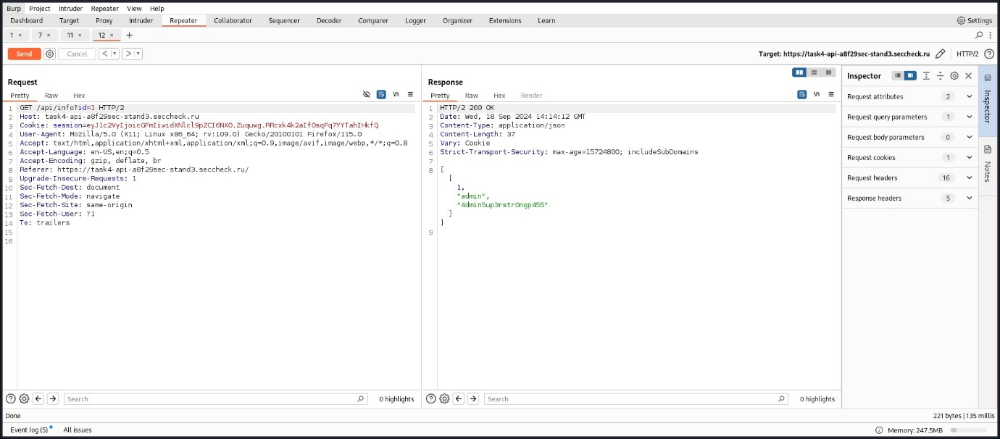 Burp Project Intruder Repeater View Help
Dashboard Target Proxy Intruder Repeater Collaborator Sequencer Decoder Comparer Logger Organizer Extensions Learn Settings
1 × 7 × 11 × 12 × +
Send Cancel < > Target: https://task4-api-a8f29sec-stand3.seccheck.ru HTTP/2
Request
Pretty Raw Hex \n
1 GET /api/info?id=1 HTTP/2
2 Host: task4-api-a8f29sec-stand3.seccheck.ru
3 Cookie: session=eyJ1c2VyIjoicGFmIiwidXNlcl9pZCI6NX0.Zuquwg.RRcxk4k2aIfOsqFq7YYTahIHkfQ
4 User-Agent: Mozilla/5.0 (X11; Linux x86_64; rv:109.0) Gecko/20100101 Firefox/115.0
5 Accept: text/html,application/xhtml+xml,application/xml;q=0.9,image/avif,image/webp,*/*;q=0.8
6 Accept-Language: en-US,en;q=0.5
7 Accept-Encoding: gzip, deflate, br
8 Referer: https://task4-api-a8f29sec-stand3.seccheck.ru/
9 Upgrade-Insecure-Requests: 1
10 Sec-Fetch-Dest: document
11 Sec-Fetch-Mode: navigate
12 Sec-Fetch-Site: same-origin
13 Sec-Fetch-User: ?1
14 Te: trailers
15
16
Search 0 highlights
Response
Pretty Raw Hex Render \n
1 HTTP/2 200 OK
2 Date: Wed, 18 Sep 2024 14:14:12 GMT
3 Content-Type: application/json
4 Content-Length: 37
5 Vary: Cookie
6 Strict-Transport-Security: max-age=15724800; includeSubDomains
7
8 [
[
1,
"admin",
"4dmin5up3rstr0ngp455"
]
]
9
Search 0 highlights
Inspector
Request attributes 2
Request query parameters 1
Request body parameters 0
Request cookies 1
Request headers 16
Response headers 5
Inspector
Notes
Done 221 bytes | 135 millis
Event log (5) All issues Memory: 247.5MB